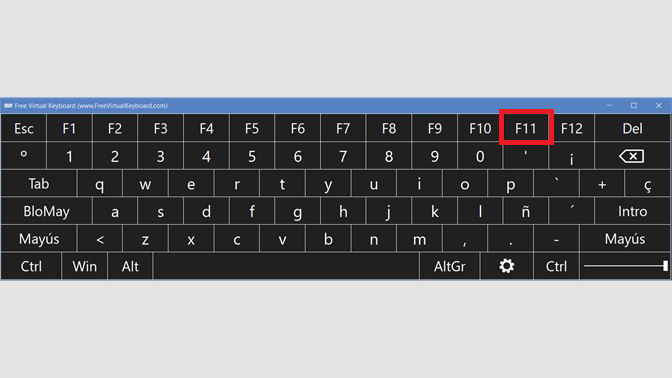 Free Virtual Keyboard (www.FreeVirtualKeyboard.com)
Esc F1 F2 F3 F4 F5 F6 F7 F8 F9 F10 F11 F12 Del
º 1 2 3 4 5 6 7 8 9 0 ' ¡
Tab q w e r t y u i o p ` + ç
BloMay a s d f g h j k l ñ ´ Intro
Mayús < z x c v b n m , . - Mayús
Ctrl Win Alt AltGr Ctrl